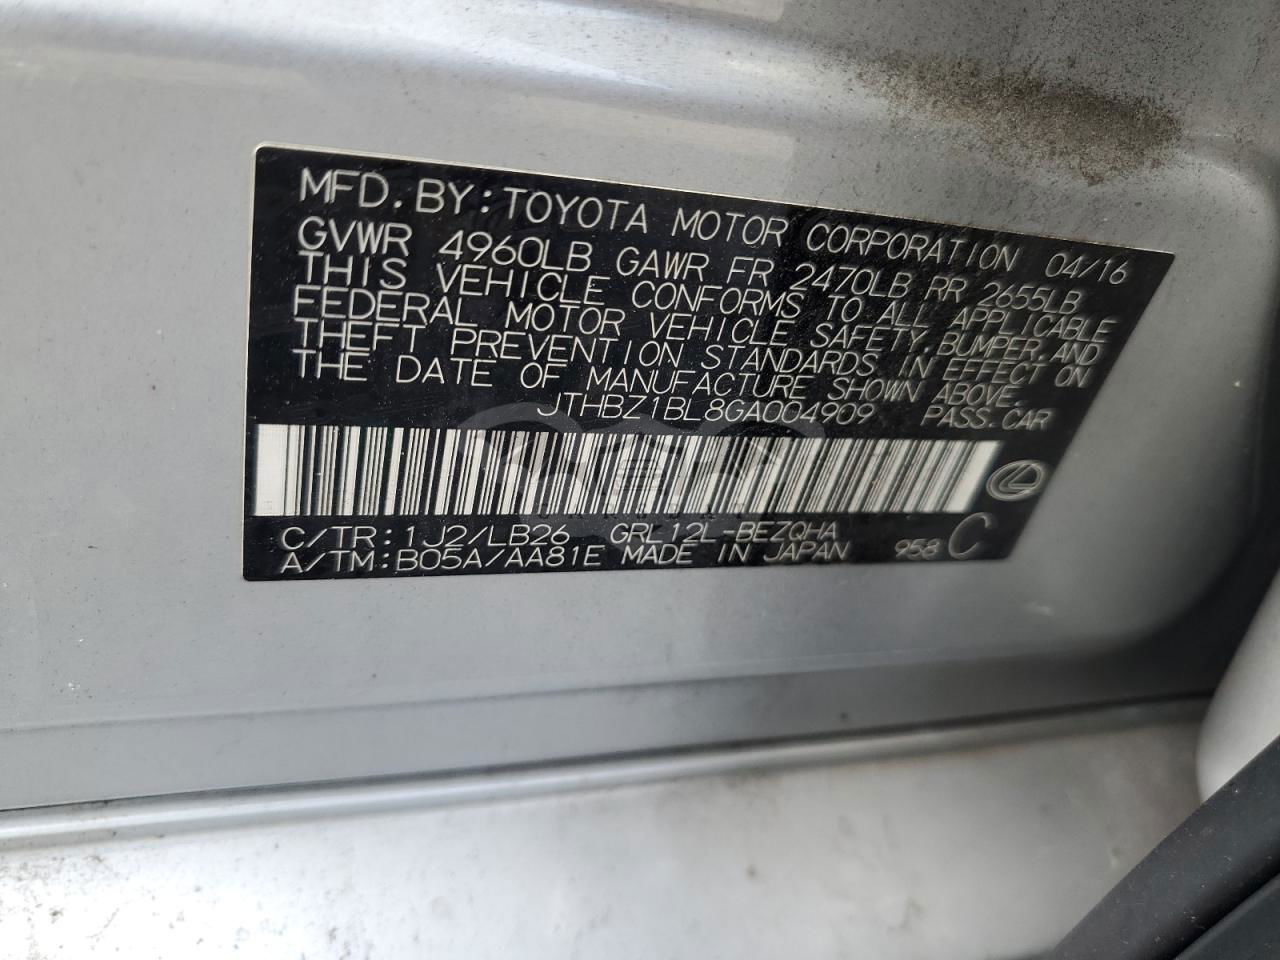 MFD. BY: TOYOTA MOTOR CORPORATION 04/16
GVWR 4960LB GAWR FR 2470LB RR 2655LB
THIS VEHICLE CONFORMS TO ALL APPLICABLE
FEDERAL MOTOR VEHICLE SAFETY, BUMPER, AND
THEFT PREVENTION STANDARDS IN EFFECT ON
THE DATE OF MANUFACTURE SHOWN ABOVE.
JTHBZ1BL8GA004909 PASS. CAR
C/TR: 1J2/LB26 GRL12L-BEZQHA
A/TM: B05A/AA81E MADE IN JAPAN 958 C